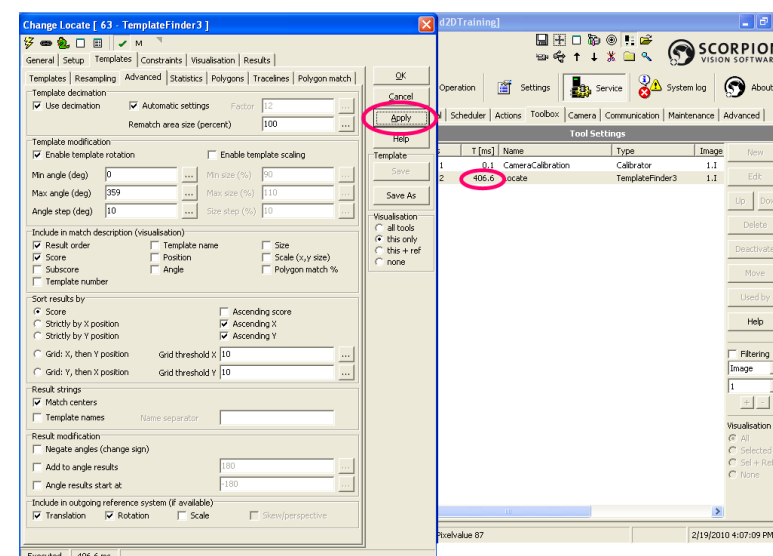 Change Locate [ 63 - TemplateFinder3 ]
M
General Setup Templates Constraints Visualisation Results
Templates Resampling Advanced Statistics Polygons Tracelines Polygon match
Template decimation
Use decimation Automatic settings Factor 12 ...
Rematch area size (percent) 100 ...
Template modification
Enable template rotation Enable template scaling
Min angle (deg) 0 ... Min size (%) 90 ...
Max angle (deg) 359 ... Max size (%) 110 ...
Angle step (deg) 10 ... Size step (%) 10 ...
Include in match description (visualisation)
Result order Template name Size
Score Position Scale (x,y size)
Subscore Angle Polygon match %
Template number
Sort results by
Score Ascending score
Strictly by X position Ascending X
Strictly by Y position Ascending Y
Grid: X, then Y position Grid threshold X 10 ...
Grid: Y, then X position Grid threshold Y 10 ...
Result strings
Match centers
Template names Name separator
Result modification
Negate angles (change sign)
Add to angle results 180 ...
Angle results start at -180 ...
Include in outgoing reference system (if available)
Translation Rotation Scale Skew/perspective
Executed 406.6 ms
OK
Cancel
Apply
Help
Template
Save
Save As
Visualisation
all tools
this only
this + ref
none
d2DTraining]
SCORPION
VISION SOFTWARE
Operation Settings Service System log About
l Scheduler Actions Toolbox Camera Communication Maintenance Advanced
Tool Settings
s T [ms] Name Type Image
1 0.1 CameraCalibration Calibrator 1.I
2 406.6 Locate TemplateFinder3 1.I
New
Edit
Up Dow
Delete
Deactivate
Move
Used by
Help
Filtering
Image
1
+ -
Visualisation
All
Selected
Sel + Ref
None
Pixelvalue 87 2/19/2010 4:07:09 PM